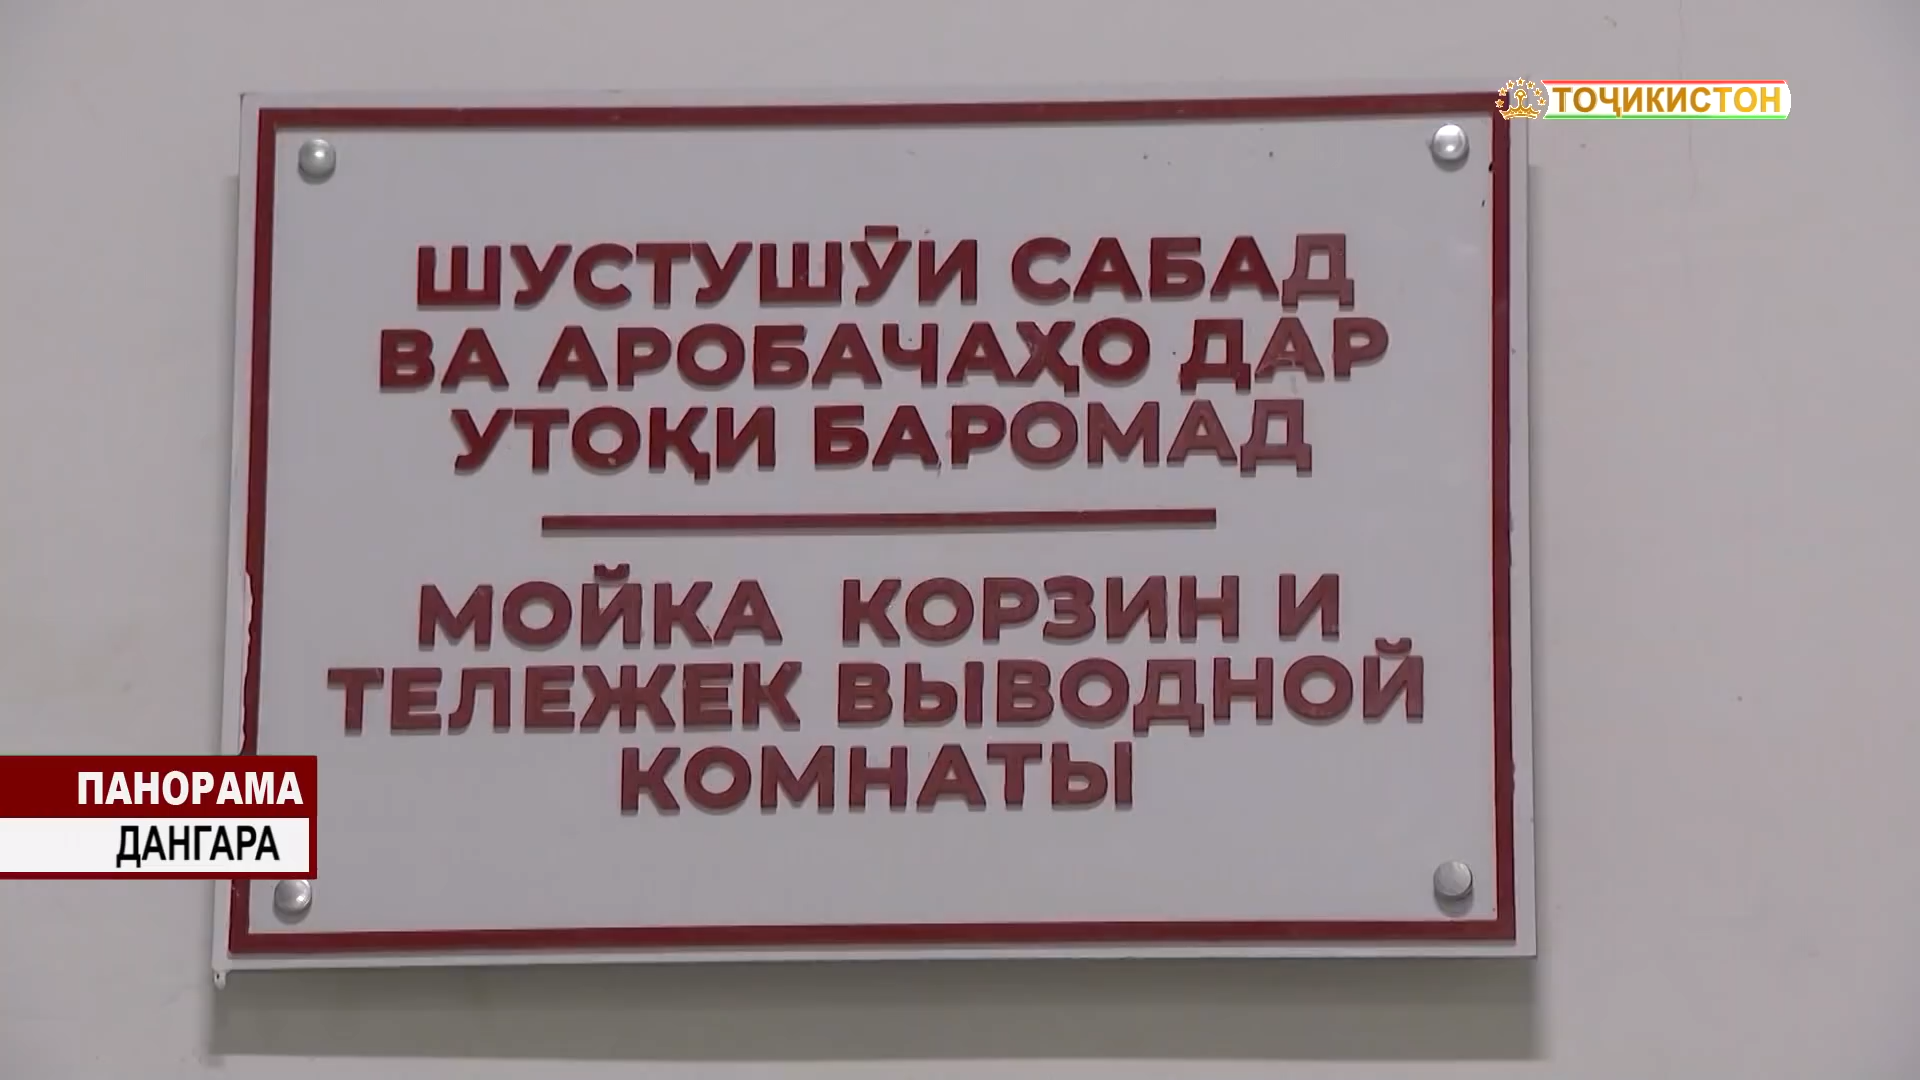 ТОҶИКИСТОН
ШУСТУШӮИ САБАД
ВА АРОБАЧАҲО ДАР
УТОҚИ БАРОМАД
МОЙКА КОРЗИН И
ТЕЛЕЖЕК ВЫВОДНОЙ
КОМНАТЫ
ПАНОРАМА
ДАНГАРА